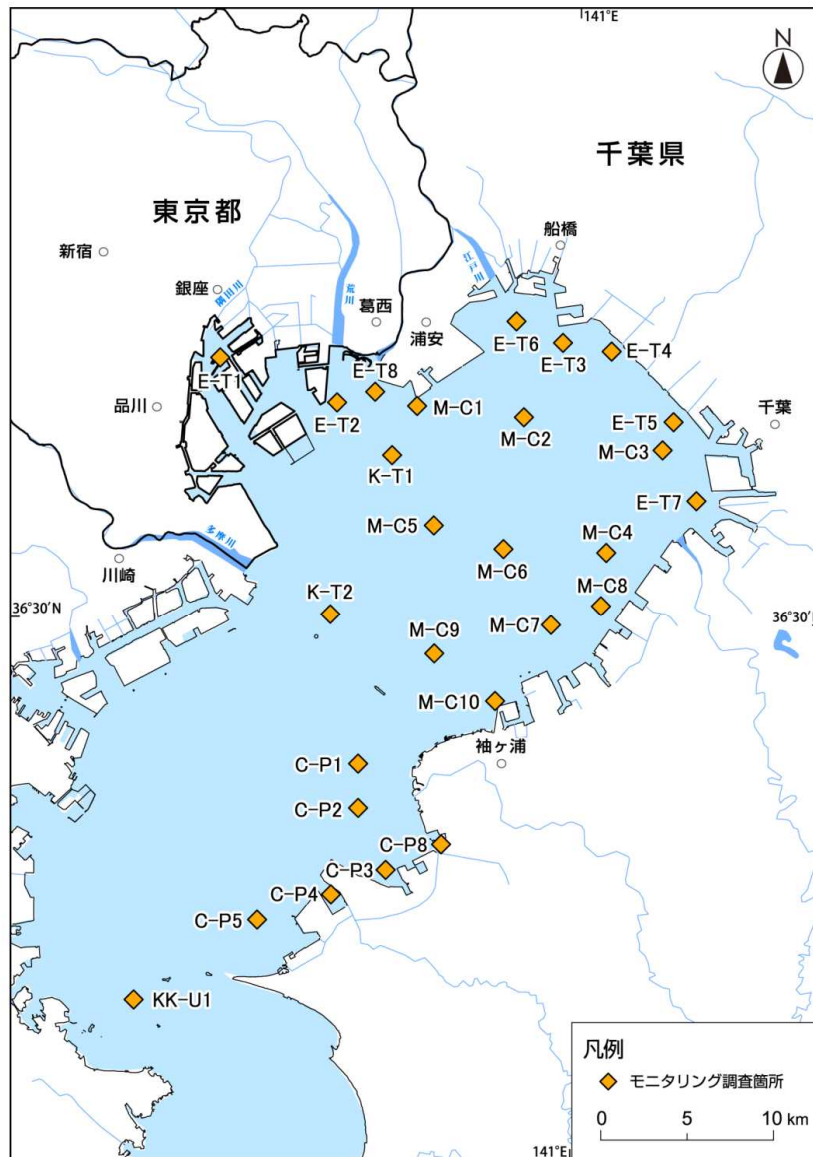 141°E
N
千葉県
東京都
船橋
新宿
江戸川
銀座
隅田川
荒川
葛西
浦安
E-T6
E-T3
E-T4
E-T1
E-T8
品川
E-T2
M-C1
M-C2
E-T5
千葉
M-C3
K-T1
E-T7
M-C5
多摩川
川崎
M-C6
M-C4
K-T2
M-C8
36°30′N
36°30′
M-C7
M-C9
M-C10
袖ヶ浦
C-P1
C-P2
C-P8
C-P3
C-P4
C-P5
KK-U1
凡例
モニタリング調査箇所
0 5 10 km
141°E